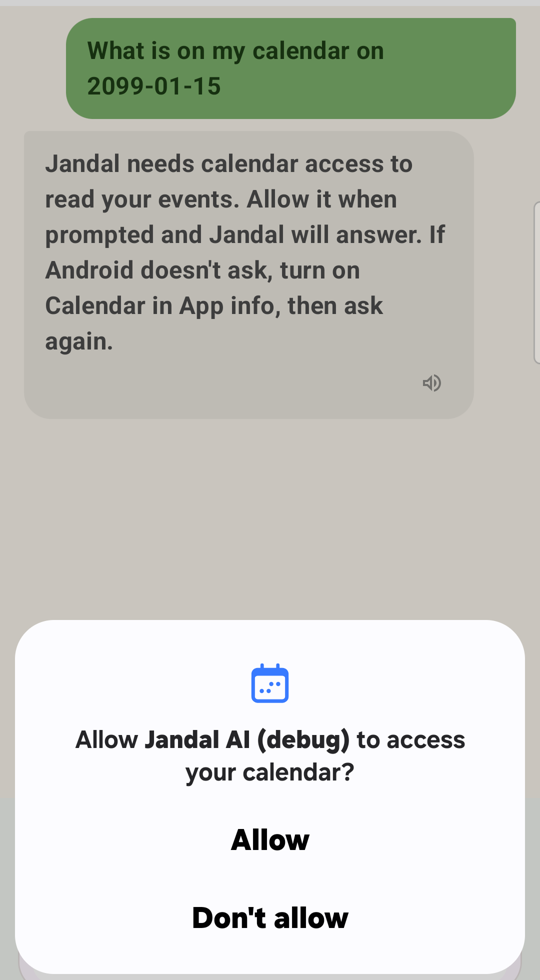 What is on my calendar on
2099-01-15
Jandal needs calendar access to
read your events. Allow it when
prompted and Jandal will answer. If
Android doesn't ask, turn on
Calendar in App info, then ask
again.
Allow Jandal AI (debug) to access
your calendar?
Allow
Don't allow